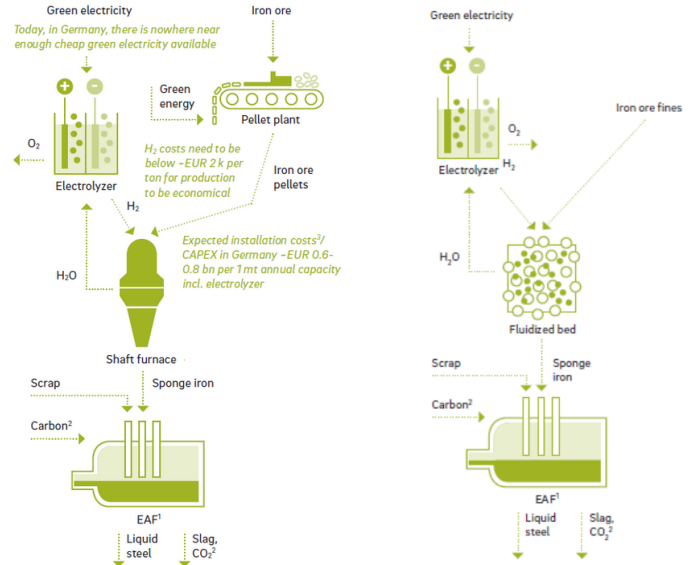 Green electricity
Iron ore
Today, in Germany, there is nowhere near
enough cheap green electricity available
+
−
Green
energy
Pellet plant
O₂
Electrolyzer
H₂ costs need to be
below ~EUR 2 k per
ton for production
to be economical
Iron ore
pellets
H₂
Expected installation costs³/
CAPEX in Germany ~EUR 0.6-
0.8 bn per 1 mt annual capacity
incl. electrolyzer
H₂O
Shaft furnace
Scrap
Sponge iron
Carbon²
EAF¹
Liquid
steel
Slag,
CO₂²
Green electricity
+
−
Iron ore fines
O₂
Electrolyzer
H₂
H₂O
Fluidized bed
Scrap
Sponge
iron
Carbon²
EAF¹
Liquid
steel
Slag,
CO₂²